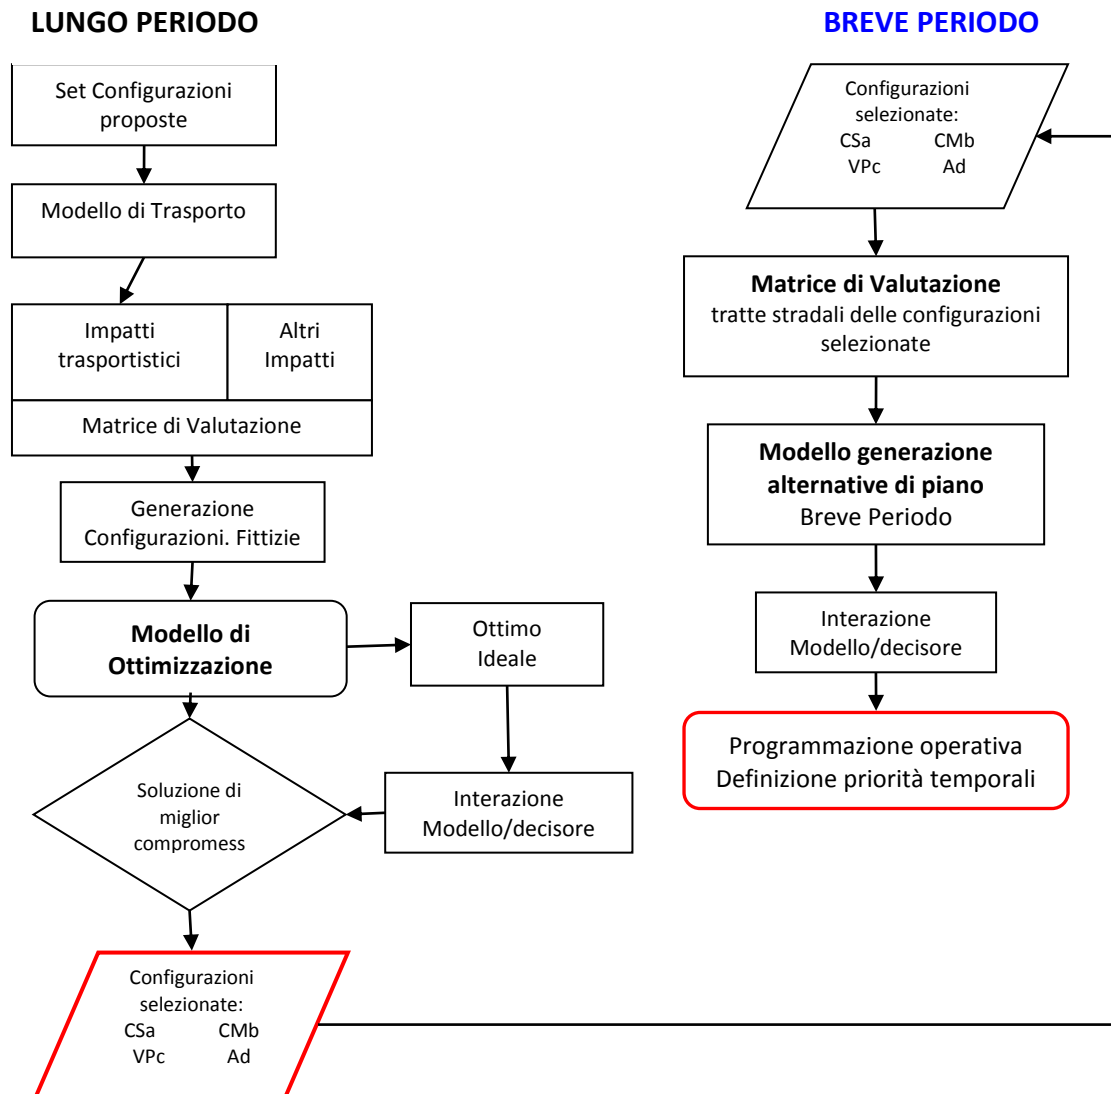 LUNGO PERIODO
Set Configurazioni
proposte
Modello di Trasporto
Impatti
trasportistici
Altri
Impatti
Matrice di Valutazione
Generazione
Configurazioni. Fittizie
Modello di
Ottimizzazione
Ottimo
Ideale
Interazione
Modello/decisore
Soluzione di
miglior
compromess
Configurazioni
selezionate:
CSa CMb
VPc Ad
BREVE PERIODO
Configurazioni
selezionate:
CSa CMb
VPc Ad
Matrice di Valutazione
tratte stradali delle configurazioni
selezionate
Modello generazione
alternative di piano
Breve Periodo
Interazione
Modello/decisore
Programmazione operativa
Definizione priorità temporali